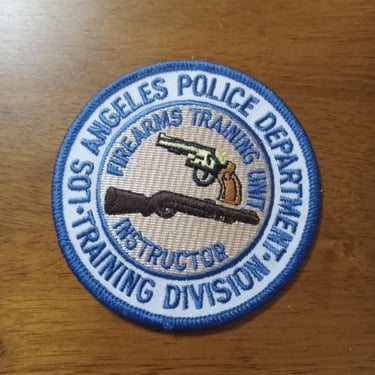 LOS ANGELES POLICE DEPARTMENT
FIREARMS TRAINING UNIT
INSTRUCTOR
TRAINING DIVISION